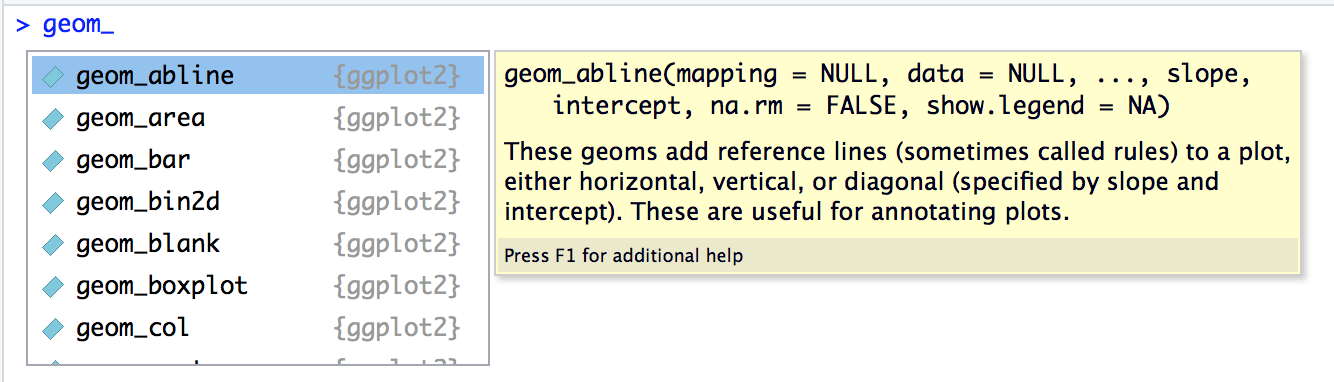 > geom_
geom_abline {ggplot2}
geom_area {ggplot2}
geom_bar {ggplot2}
geom_bin2d {ggplot2}
geom_blank {ggplot2}
geom_boxplot {ggplot2}
geom_col {ggplot2}
geom_abline(mapping = NULL, data = NULL, ..., slope,
intercept, na.rm = FALSE, show.legend = NA)
These geoms add reference lines (sometimes called rules) to a plot,
either horizontal, vertical, or diagonal (specified by slope and
intercept). These are useful for annotating plots.
Press F1 for additional help